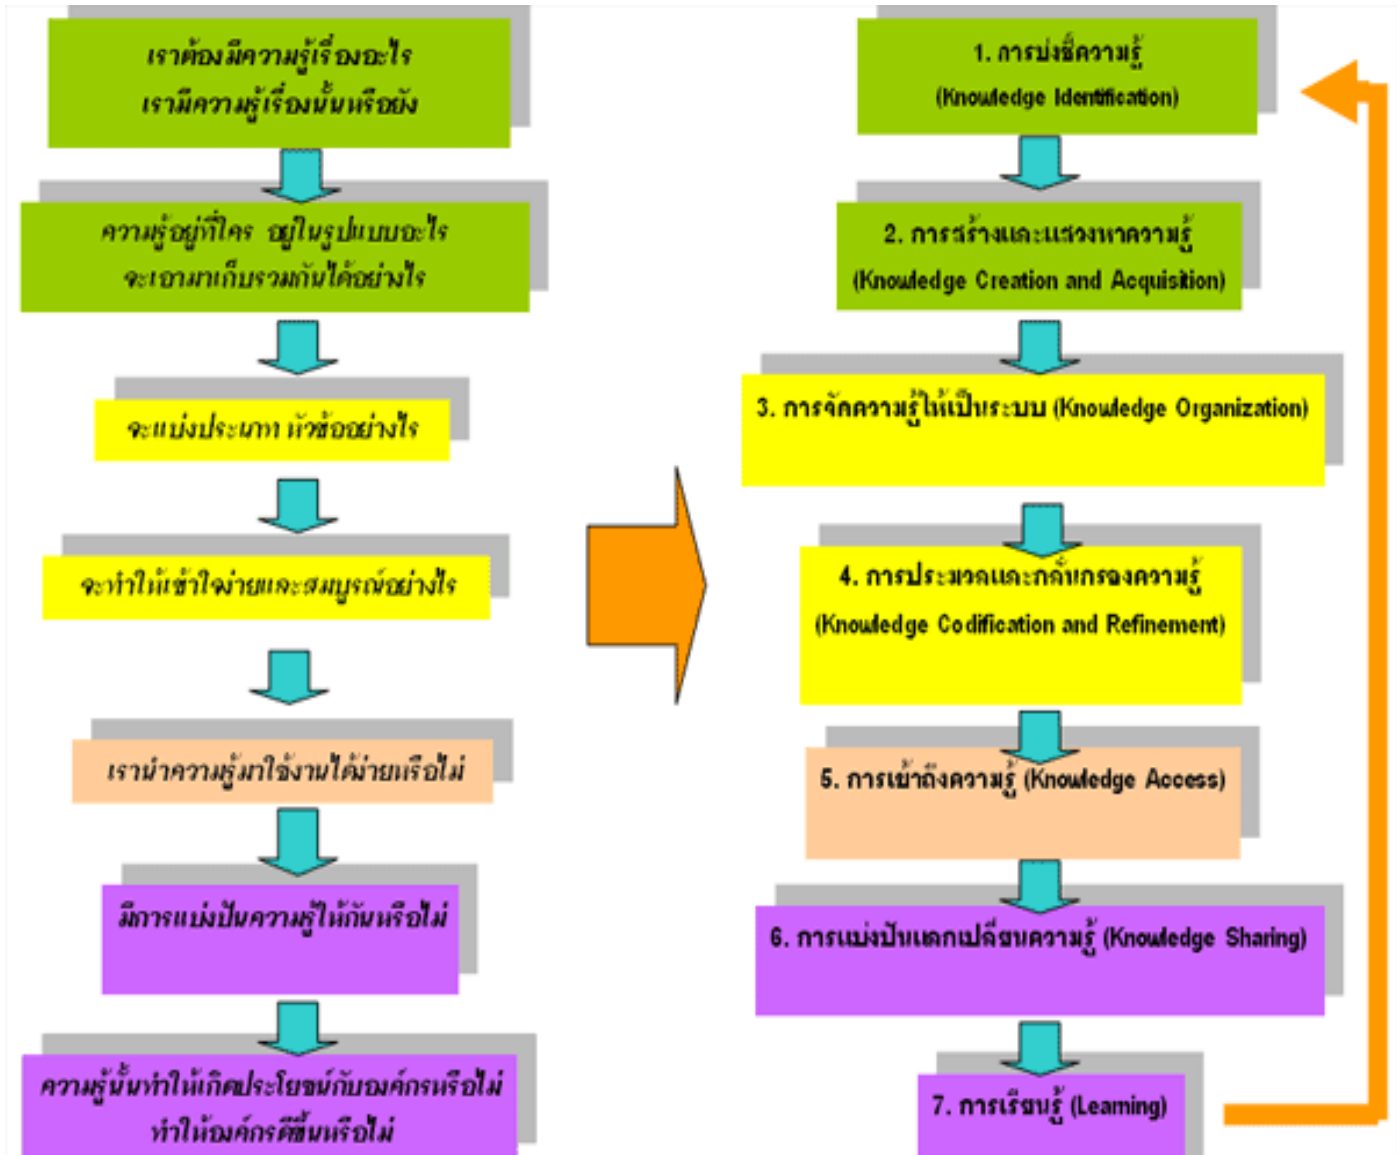 เราต้องมีความรู้เรื่องอะไร
เรามีความรู้เรื่องนั้นหรือยัง
ความรู้อยู่ที่ใคร อยู่ในรูปแบบอะไร
จะเอามาเก็บรวมกันได้อย่างไร
จะแบ่งประเภท หัวข้ออย่างไร
จะทำให้เข้าใจง่ายและสมบูรณ์อย่างไร
เรานำความรู้มาใช้งานได้ง่ายหรือไม่
มีการแบ่งปันความรู้ให้กันหรือไม่
ความรู้นั้นทำให้เกิดประโยชน์กับองค์กรหรือไม่
ทำให้องค์กรดีขึ้นหรือไม่
1. การบ่งชี้ความรู้
(Knowledge Identification)
2. การสร้างและแสวงหาความรู้
(Knowledge Creation and Acquisition)
3. การจัดความรู้ให้เป็นระบบ (Knowledge Organization)
4. การประมวลและกลั่นกรองความรู้
(Knowledge Codification and Refinement)
5. การเข้าถึงความรู้ (Knowledge Access)
6. การแบ่งปันแลกเปลี่ยนความรู้ (Knowledge Sharing)
7. การเรียนรู้ (Learning)